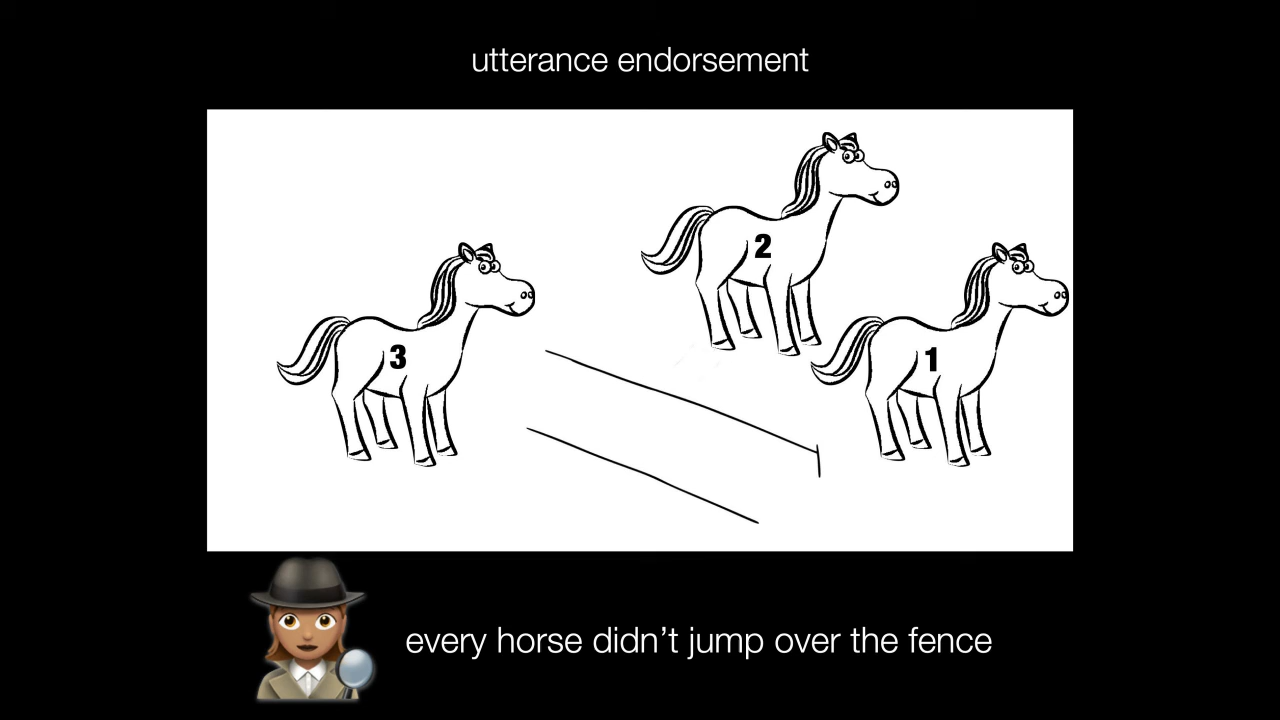 utterance endorsement
2
3
1
every horse didn’t jump over the fence